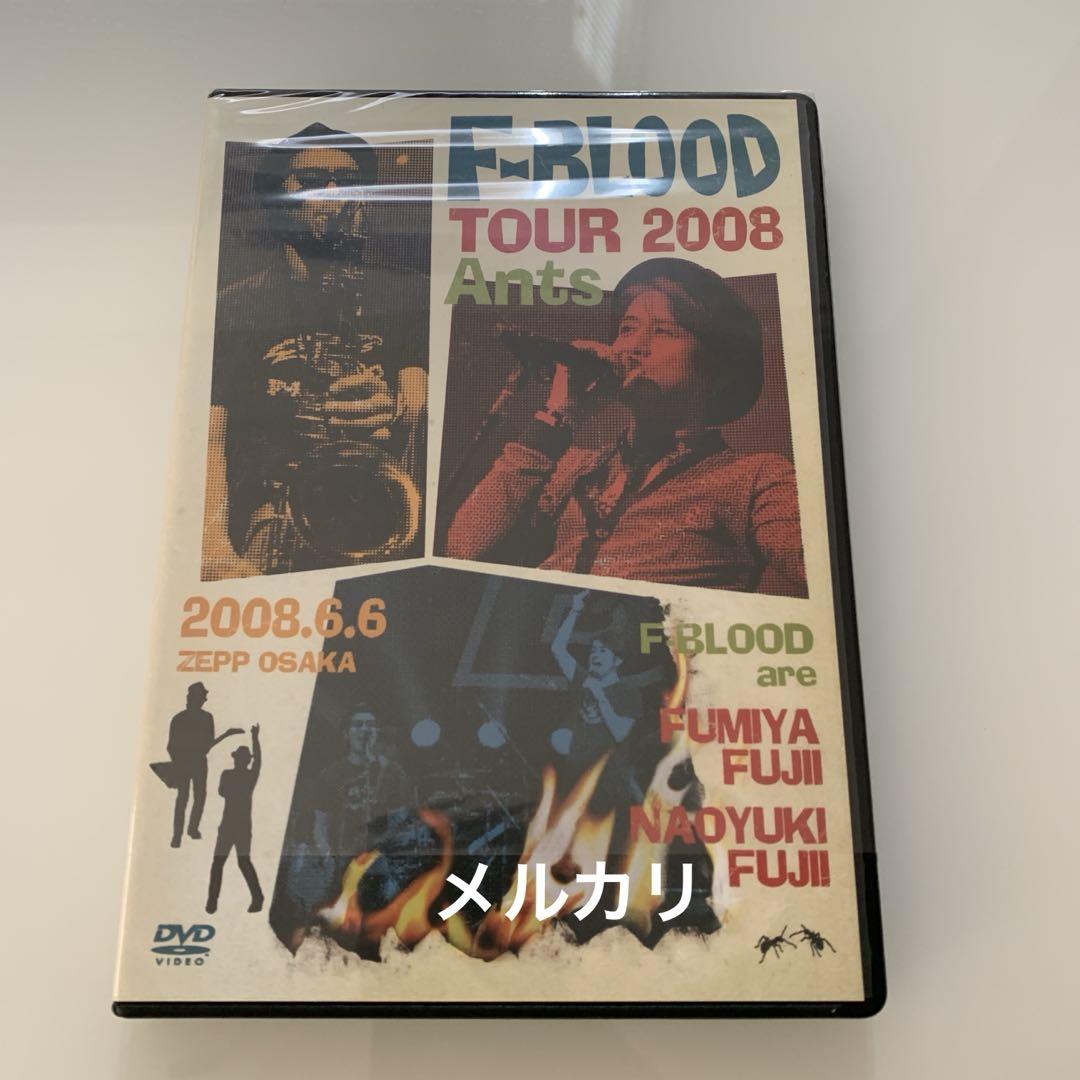 F-BLOOD
TOUR 2008
Ants
2008.6.6
ZEPP OSAKA
F-BLOOD
are
FUMIYA
FUJII
NAOYUKI
FUJII
メルカリ
DVD
VIDEO